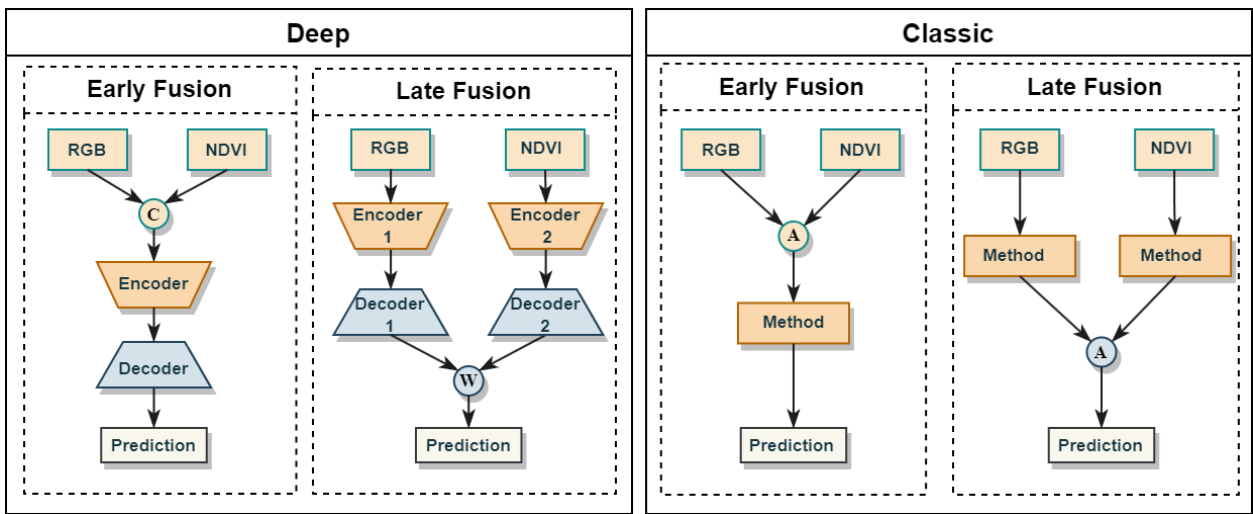 Deep
Early Fusion
RGB
NDVI
C
Encoder
Decoder
Prediction
Late Fusion
RGB
NDVI
Encoder
1
Encoder
2
Decoder
1
Decoder
2
W
Prediction
Classic
Early Fusion
RGB
NDVI
A
Method
Prediction
Late Fusion
RGB
NDVI
Method
Method
A
Prediction